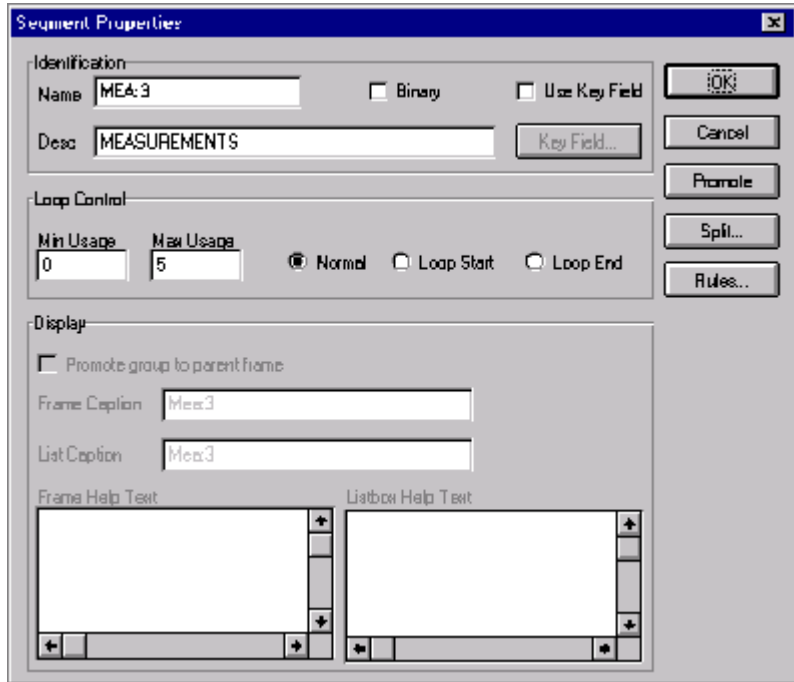 Segment Properties
Identification
Name MEA:3 Binary Use Key Field
Desc MEASUREMENTS Key Field...
OK
Cancel
Promote
Split...
Rules...
Loop Control
Min Usage Max Usage
0 5 Normal Loop Start Loop End
Display
Promote group to parent frame
Frame Caption Mea:3
List Caption Mea:3
Frame Help Text Listbox Help Text